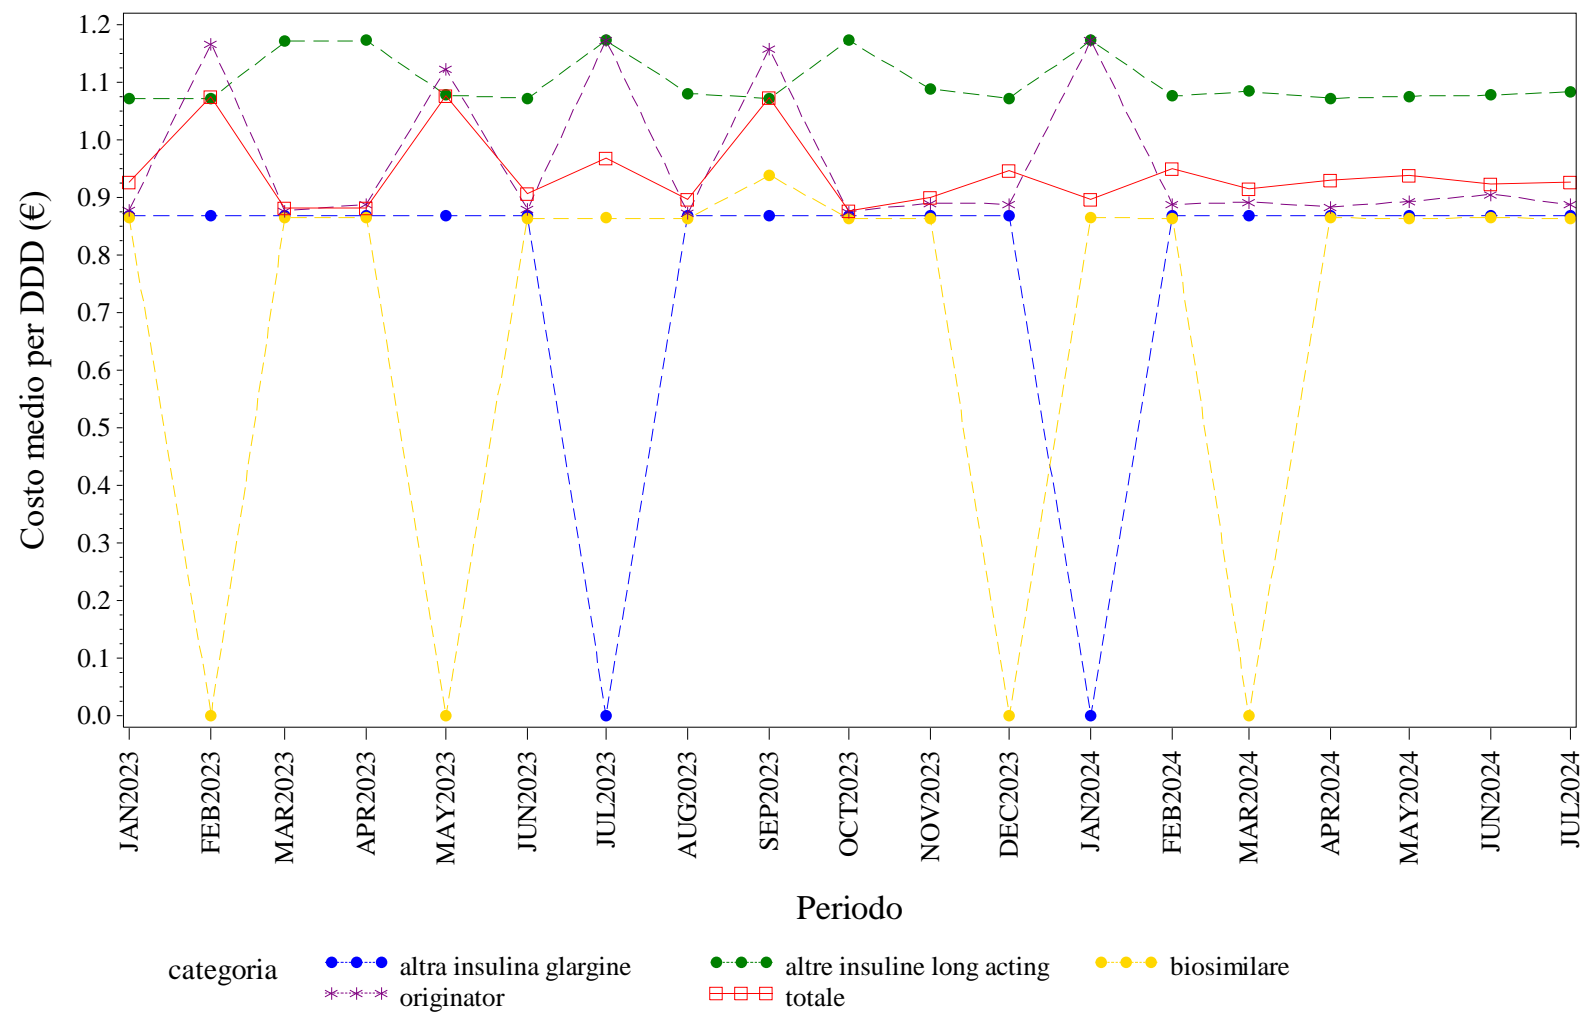 Costo medio per DDD (€)
1.2
1.1
1.0
0.9
0.8
0.7
0.6
0.5
0.4
0.3
0.2
0.1
0.0
JAN2023
FEB2023
MAR2023
APR2023
MAY2023
JUN2023
JUL2023
AUG2023
SEP2023
OCT2023
NOV2023
DEC2023
JAN2024
FEB2024
MAR2024
APR2024
MAY2024
JUN2024
JUL2024
Periodo
categoria
altra insulina glargine
altre insuline long acting
biosimilare
originator
totale